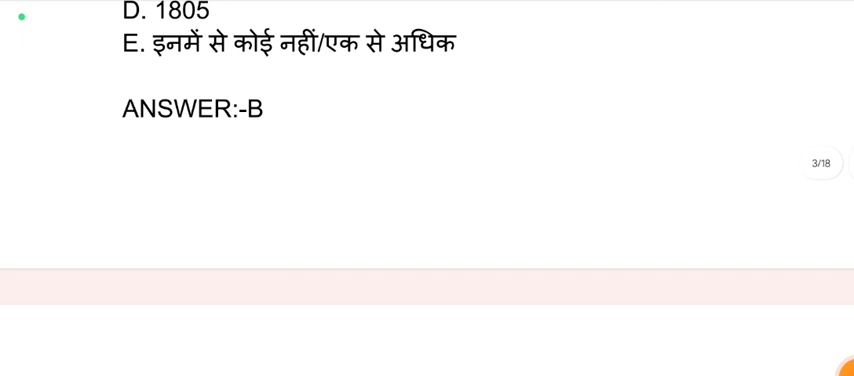 D. 1805
E. इनमें से कोई नहीं/एक से अधिक
ANSWER:-B
3/18